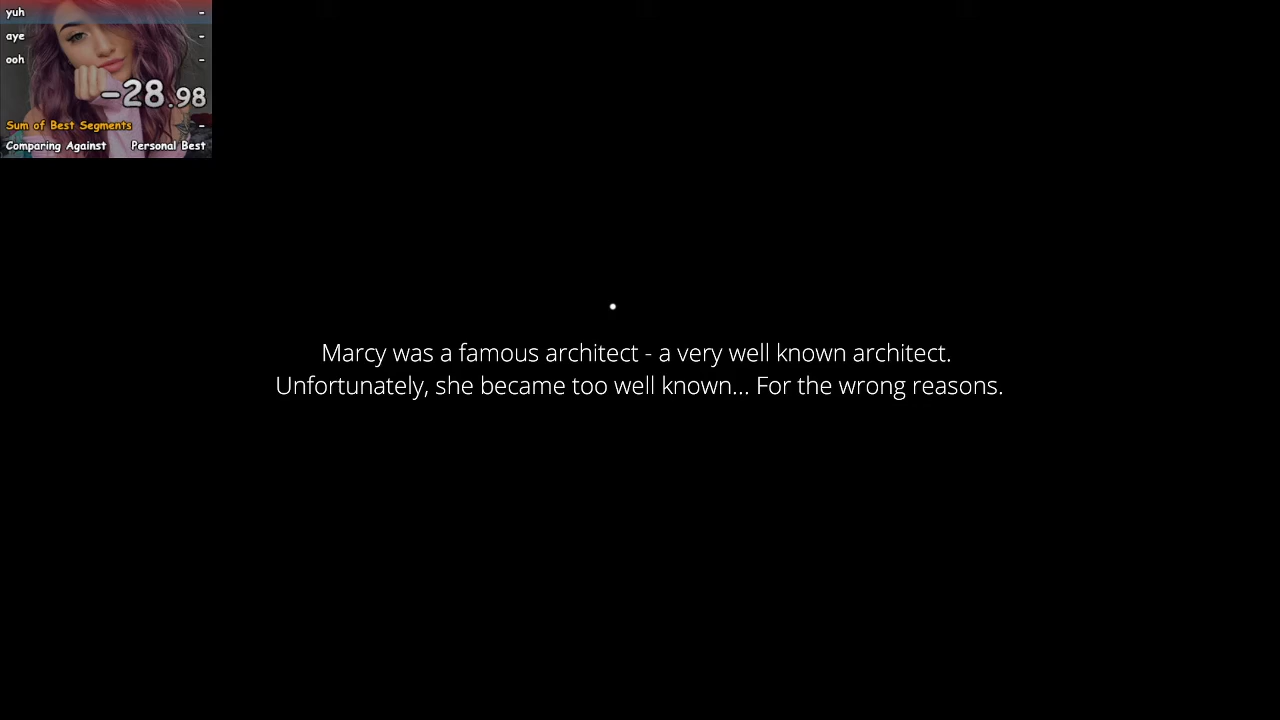 yuh -
aye -
ooh -
-28.98
Sum of Best Segments -
Comparing Against Personal Best
Marcy was a famous architect - a very well known architect.
Unfortunately, she became too well known... For the wrong reasons.